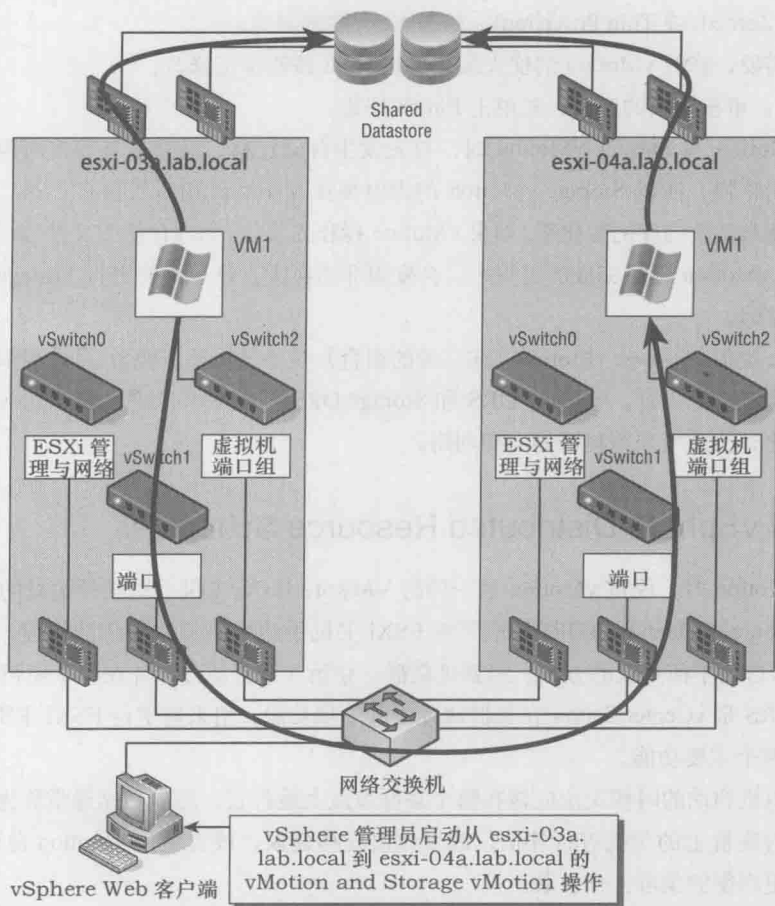 Shared
Datastore
esxi-03a.lab.local
esxi-04a.lab.local
VM1
VM1
vSwitch0
vSwitch2
vSwitch0
vSwitch2
ESXi 管
理与网络
vSwitch1
虚拟机
端口组
ESXi 管
理与网络
vSwitch1
虚拟机
端口组
端口
端口
网络交换机
vSphere Web 客户端
vSphere 管理员启动从 esxi-03a.
lab.local 到 esxi-04a.lab.local 的
vMotion and Storage vMotion 操作